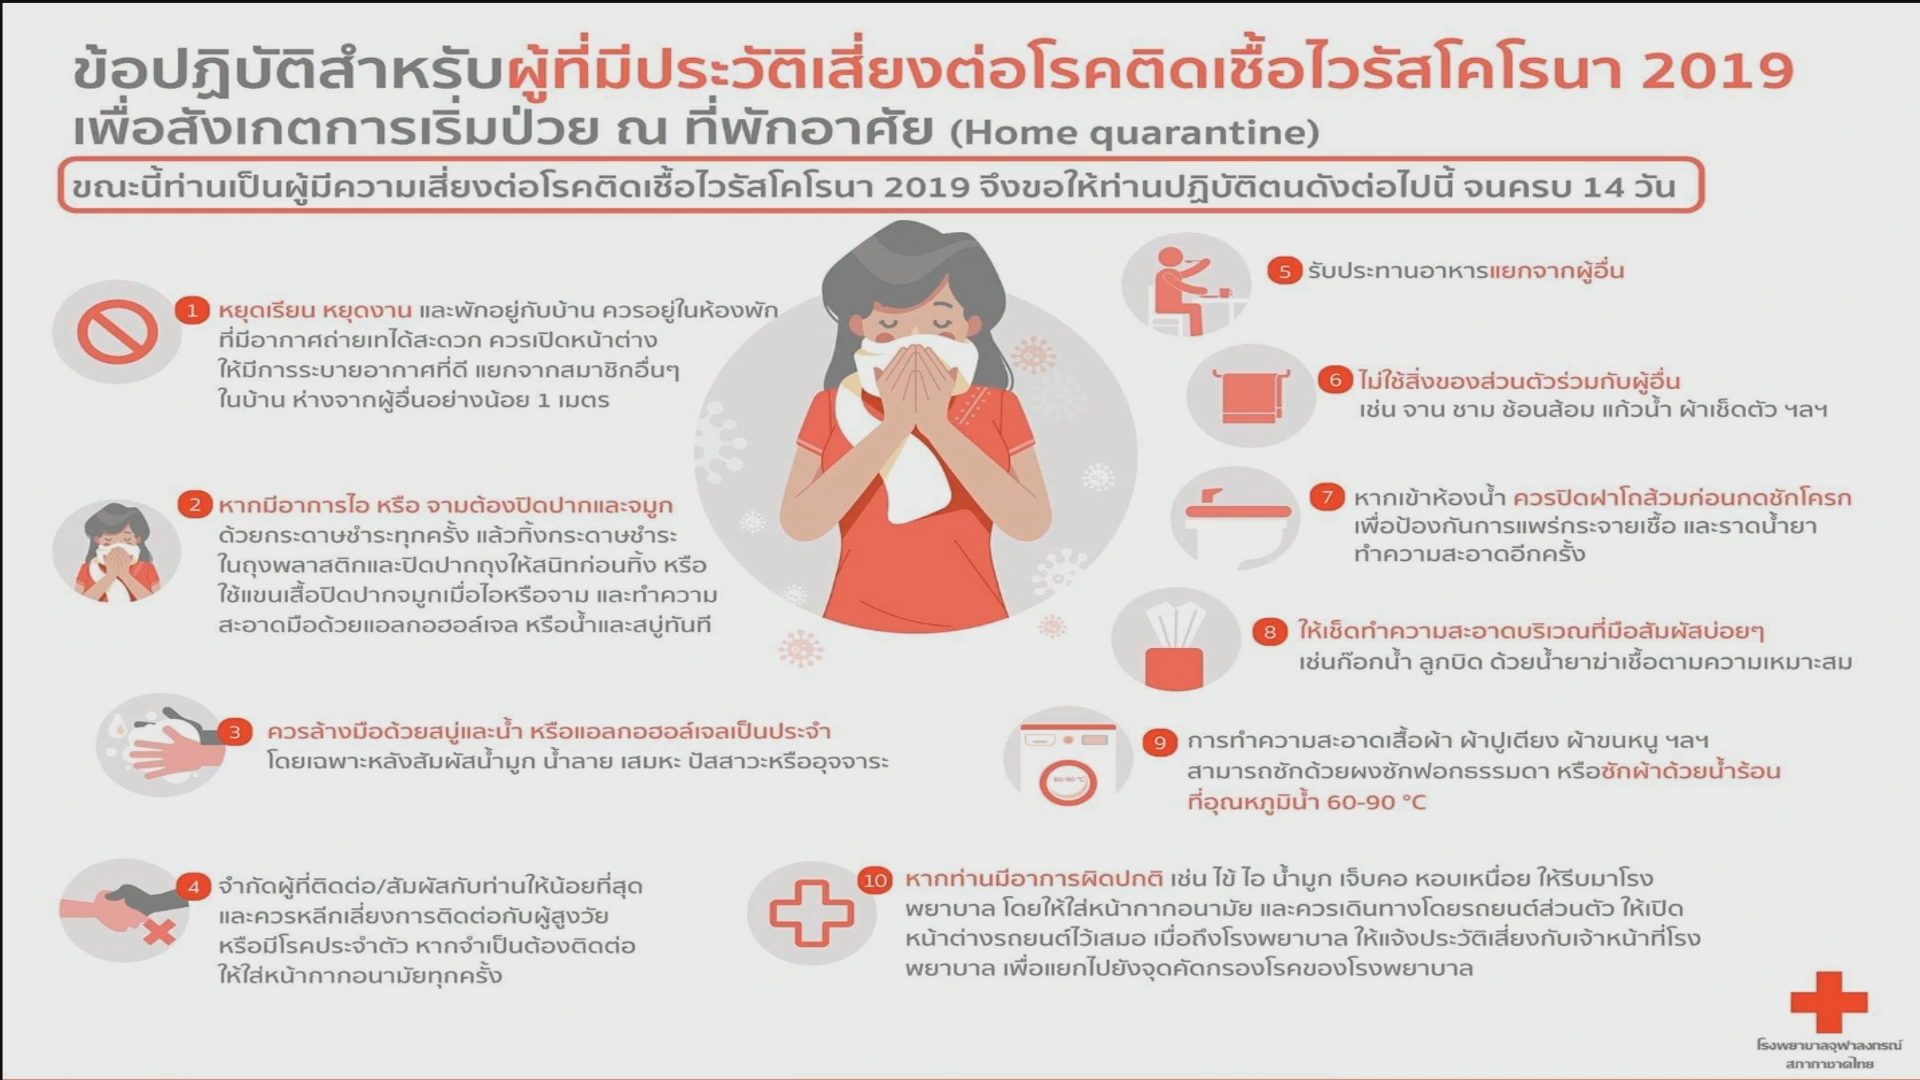 ข้อปฏิบัติสำหรับผู้ที่มีประวัติเสี่ยงต่อโรคติดเชื้อไวรัสโคโรนา 2019
เพื่อสังเกตการเริ่มป่วย ณ ที่พักอาศัย (Home quarantine)
ขณะนี้ท่านเป็นผู้มีความเสี่ยงต่อโรคติดเชื้อไวรัสโคโรนา 2019 จึงขอให้ท่านปฏิบัติตนดังต่อไปนี้ จนครบ 14 วัน
1 หยุดเรียน หยุดงาน และพักอยู่กับบ้าน ควรอยู่ในห้องพัก
ที่มีอากาศถ่ายเทได้สะดวก ควรเปิดหน้าต่าง
ให้มีการระบายอากาศที่ดี แยกจากสมาชิกอื่นๆ
ในบ้าน ห่างจากผู้อื่นอย่างน้อย 1 เมตร
2 หากมีอาการไอ หรือ จามต้องปิดปากและจมูก
ด้วยกระดาษชำระทุกครั้ง แล้วทิ้งกระดาษชำระ
ในถุงพลาสติกและปิดปากถุงให้สนิทก่อนทิ้ง หรือ
ใช้แขนเสื้อปิดปากจมูกเมื่อไอหรือจาม และทำความ
สะอาดมือด้วยแอลกอฮอล์เจล หรือน้ำและสบู่ทันที
3 ควรล้างมือด้วยสบู่และน้ำ หรือแอลกอฮอล์เจลเป็นประจำ
โดยเฉพาะหลังสัมผัสน้ำมูก น้ำลาย เสมหะ ปัสสาวะหรืออุจจาระ
4 จำกัดผู้ที่ติดต่อ/สัมผัสกับท่านให้น้อยที่สุด
และควรหลีกเลี่ยงการติดต่อกับผู้สูงวัย
หรือมีโรคประจำตัว หากจำเป็นต้องติดต่อ
ให้ใส่หน้ากากอนามัยทุกครั้ง
5 รับประทานอาหารแยกจากผู้อื่น
6 ไม่ใช้สิ่งของส่วนตัวร่วมกับผู้อื่น
เช่น จาน ชาม ช้อนส้อม แก้วน้ำ ผ้าเช็ดตัว ฯลฯ
7 หากเข้าห้องน้ำ ควรปิดฝาโถส้วมก่อนกดชักโครก
เพื่อป้องกันการแพร่กระจายเชื้อ และราดน้ำยา
ทำความสะอาดอีกครั้ง
8 ให้เช็ดทำความสะอาดบริเวณที่มือสัมผัสบ่อยๆ
เช่นก๊อกน้ำ ลูกบิด ด้วยน้ำยาฆ่าเชื้อตามความเหมาะสม
60-90 °C
9 การทำความสะอาดเสื้อผ้า ผ้าปูเตียง ผ้าขนหนู ฯลฯ
สามารถซักด้วยผงซักฟอกธรรมดา หรือซักผ้าด้วยน้ำร้อน
ที่อุณหภูมิน้ำ 60-90 °C
10 หากท่านมีอาการผิดปกติ เช่น ไข้ ไอ น้ำมูก เจ็บคอ หอบเหนื่อย ให้รีบมาโรง
พยาบาล โดยให้ใส่หน้ากากอนามัย และควรเดินทางโดยรถยนต์ส่วนตัว ให้เปิด
หน้าต่างรถยนต์ไว้เสมอ เมื่อถึงโรงพยาบาล ให้แจ้งประวัติเสี่ยงกับเจ้าหน้าที่โรง
พยาบาล เพื่อแยกไปยังจุดคัดกรองโรคของโรงพยาบาล
โรงพยาบาลจุฬาลงกรณ์
สภากาชาดไทย